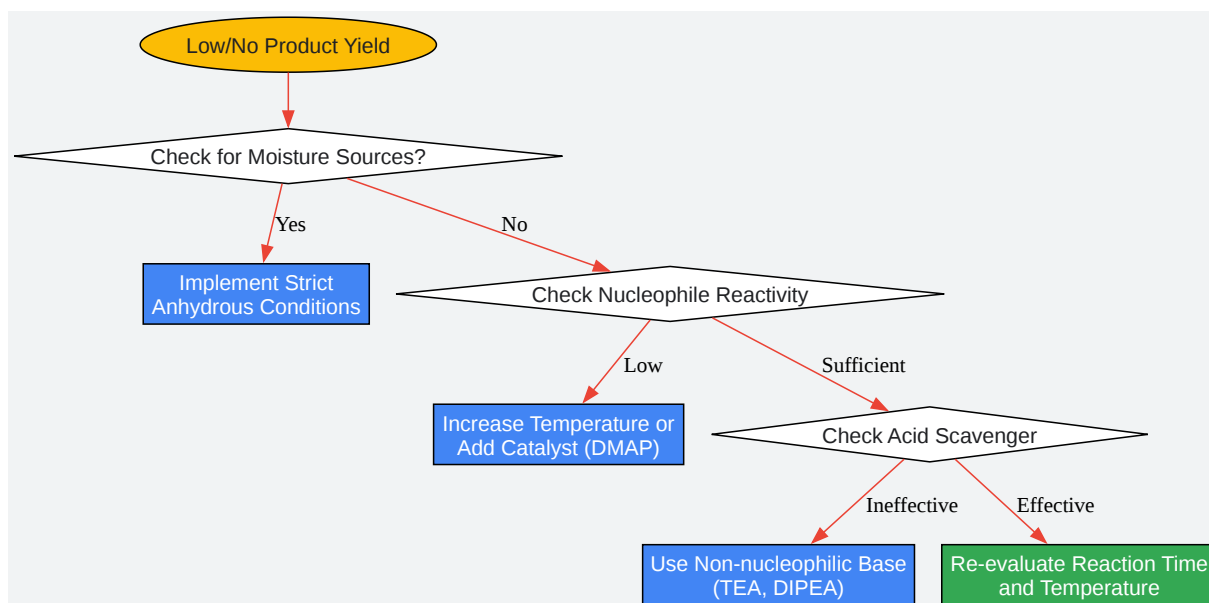 Low/No Product Yield
Check for Moisture Sources?
Yes
No
Implement Strict
Anhydrous Conditions
Check Nucleophile Reactivity
Low
Sufficient
Increase Temperature or
Add Catalyst (DMAP)
Check Acid Scavenger
Ineffective
Effective
Use Non-nucleophilic Base
(TEA, DIPEA)
Re-evaluate Reaction Time
and Temperature